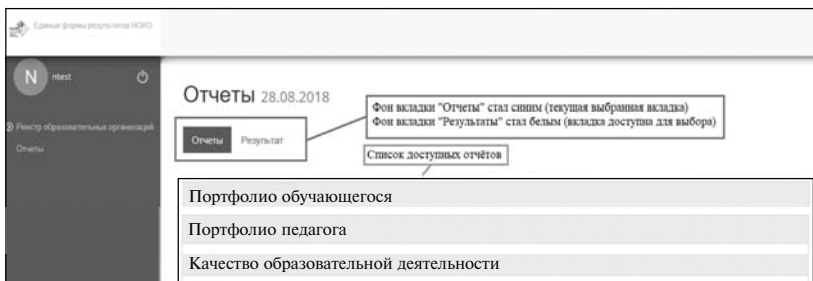 Единые формы результатов НОКО
N ntest
Отчеты 28.08.2018
Фон вкладки "Отчеты" стал синим (текущая выбранная вкладка)
Фон вкладки "Результаты" стал белым (вкладка доступна для выбора)
Реестр образовательных организаций
Отчеты Результат
Отчеты
Список доступных отчётов
Портфолио обучающегося
Портфолио педагога
Качество образовательной деятельности